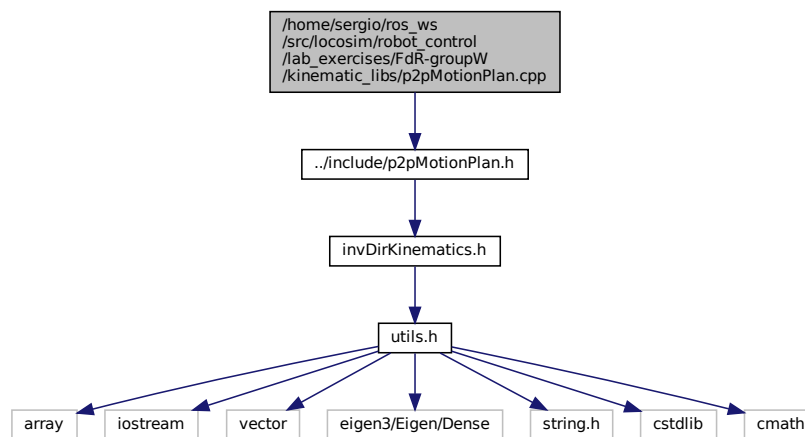 /home/sergio/ros_ws
/src/locosim/robot_control
/lab_exercises/FdR-groupW
/kinematic_libs/p2pMotionPlan.cpp
../include/p2pMotionPlan.h
invDirKinematics.h
utils.h
array
iostream
vector
eigen3/Eigen/Dense
string.h
cstdlib
cmath